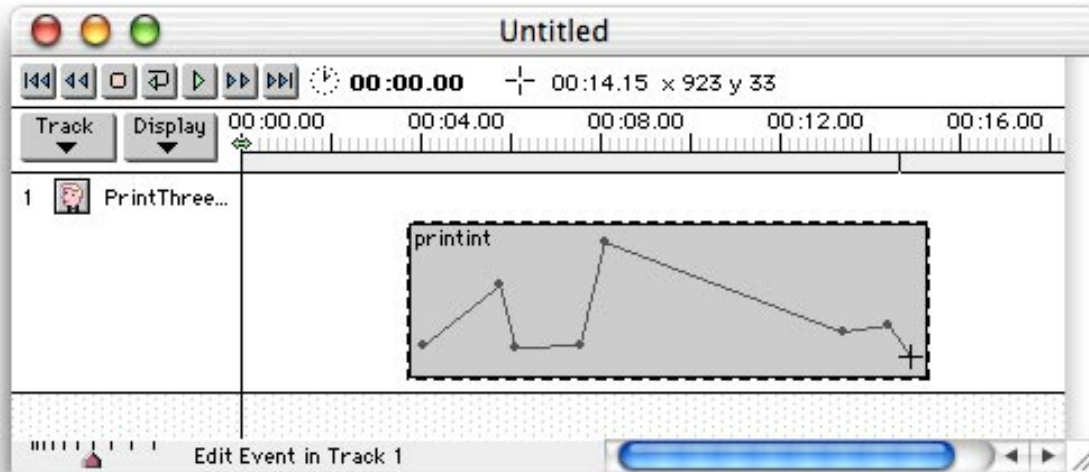 Untitled
00:00.00 00:14.15 x 923 y 33
Track Display 00:00.00 00:04.00 00:08.00 00:12.00 00:16.00
1 PrintThree...
printint
Edit Event in Track 1